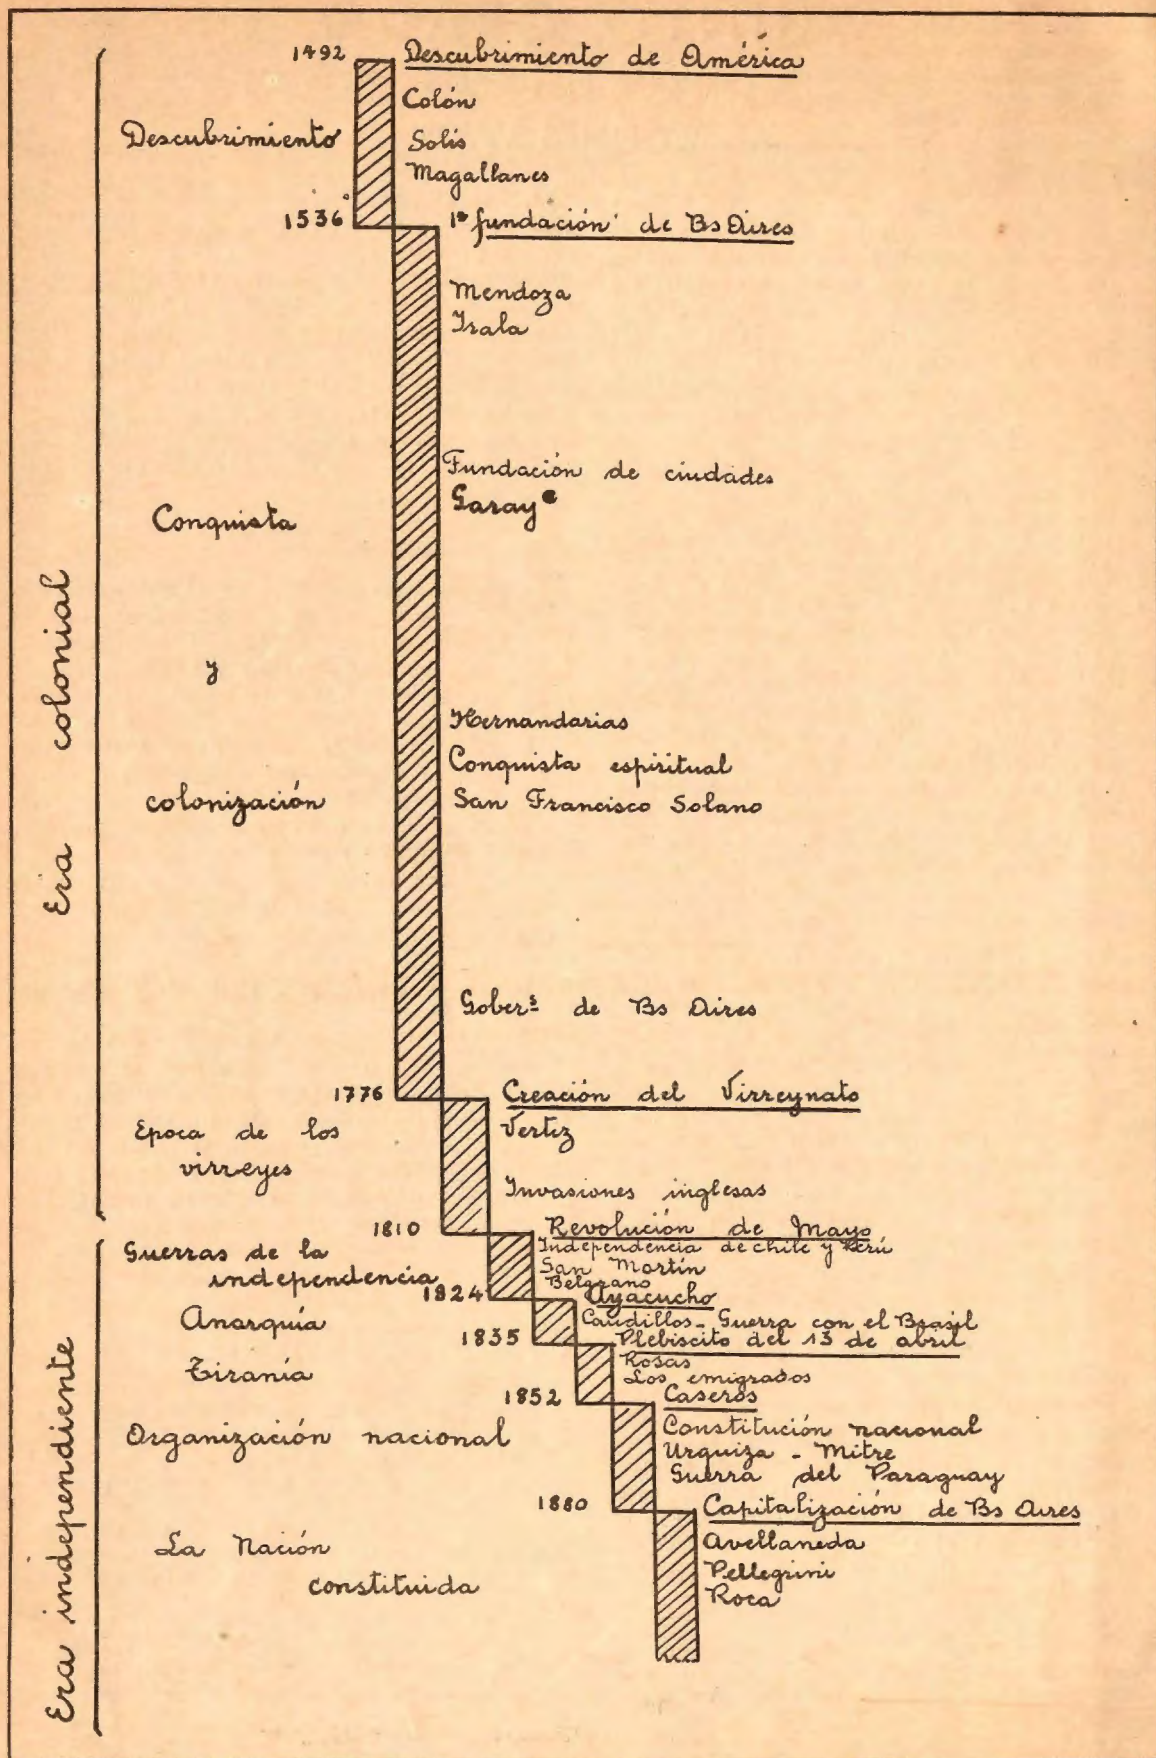 Era colonial
1492 Descubrimiento de América
Colón
Descubrimiento Solís
Magallanes
1536 1ª fundación de Bs Aires
Mendoza
Irala
Fundación de ciudades
Garay
Conquista
y
Hernandarias
Conquista espiritual
colonización San Francisco Solano
Goberˢ de Bs Aires
1776 Creación del Virreynato
Epoca de los Vertiz
virreyes
Invasiones inglesas
Era independiente
1810 Revolución de Mayo
Guerras de la Independencia de Chile y Perú
independencia San Martín
Belgrano
1824 Ayacucho
Anarquía Caudillos - Guerra con el Brasil
1835 Plebiscito del 13 de abril
Tiranía Rosas
Los emigrados
1852 Caseros
Organización nacional Constitución nacional
Urquiza - Mitre
Guerra del Paraguay
1880 Capitalización de Bs Aires
La Nación Avellaneda
constituida Pellegrini
Roca